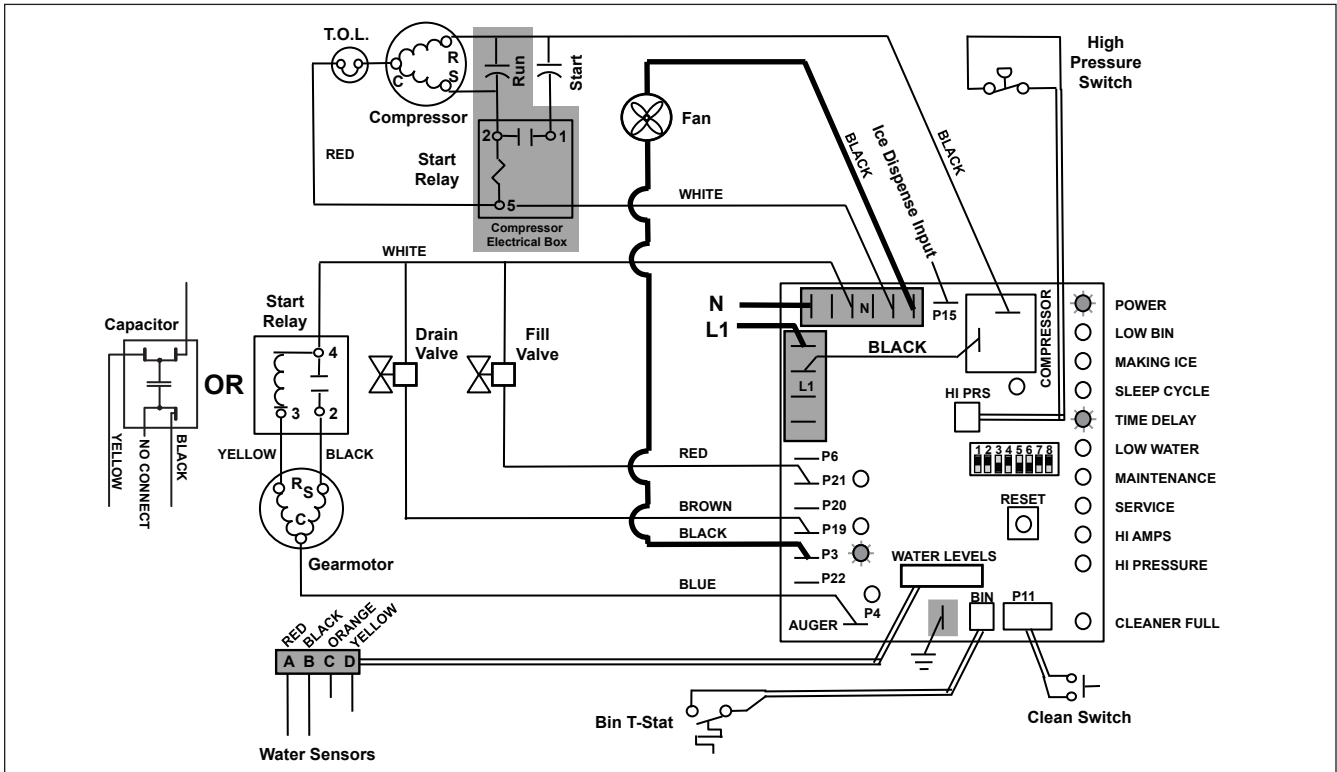 T.O.L.
R
S
C
Compressor
Run
Start
RED
Start
Relay
2
1
5
Compressor
Electrical Box
WHITE
WHITE
Fan
BLACK
Ice Dispense Input
BLACK
High
Pressure
Switch
Capacitor
YELLOW
NO CONNECT
BLACK
OR
Start
Relay
4
3
2
YELLOW
BLACK
R
S
C
Gearmotor
Drain
Valve
Fill
Valve
N
L1
N
P15
BLACK
L1
COMPRESSOR
HI PRS
1 2 3 4 5 6 7 8
RESET
RED
BROWN
BLACK
BLUE
P6
P21
P20
P19
P3
P22
P4
AUGER
WATER LEVELS
BIN
P11
POWER
LOW BIN
MAKING ICE
SLEEP CYCLE
TIME DELAY
LOW WATER
MAINTENANCE
SERVICE
HI AMPS
HI PRESSURE
CLEANER FULL
RED
BLACK
ORANGE
YELLOW
A B C D
Water Sensors
Bin T-Stat
Clean Switch